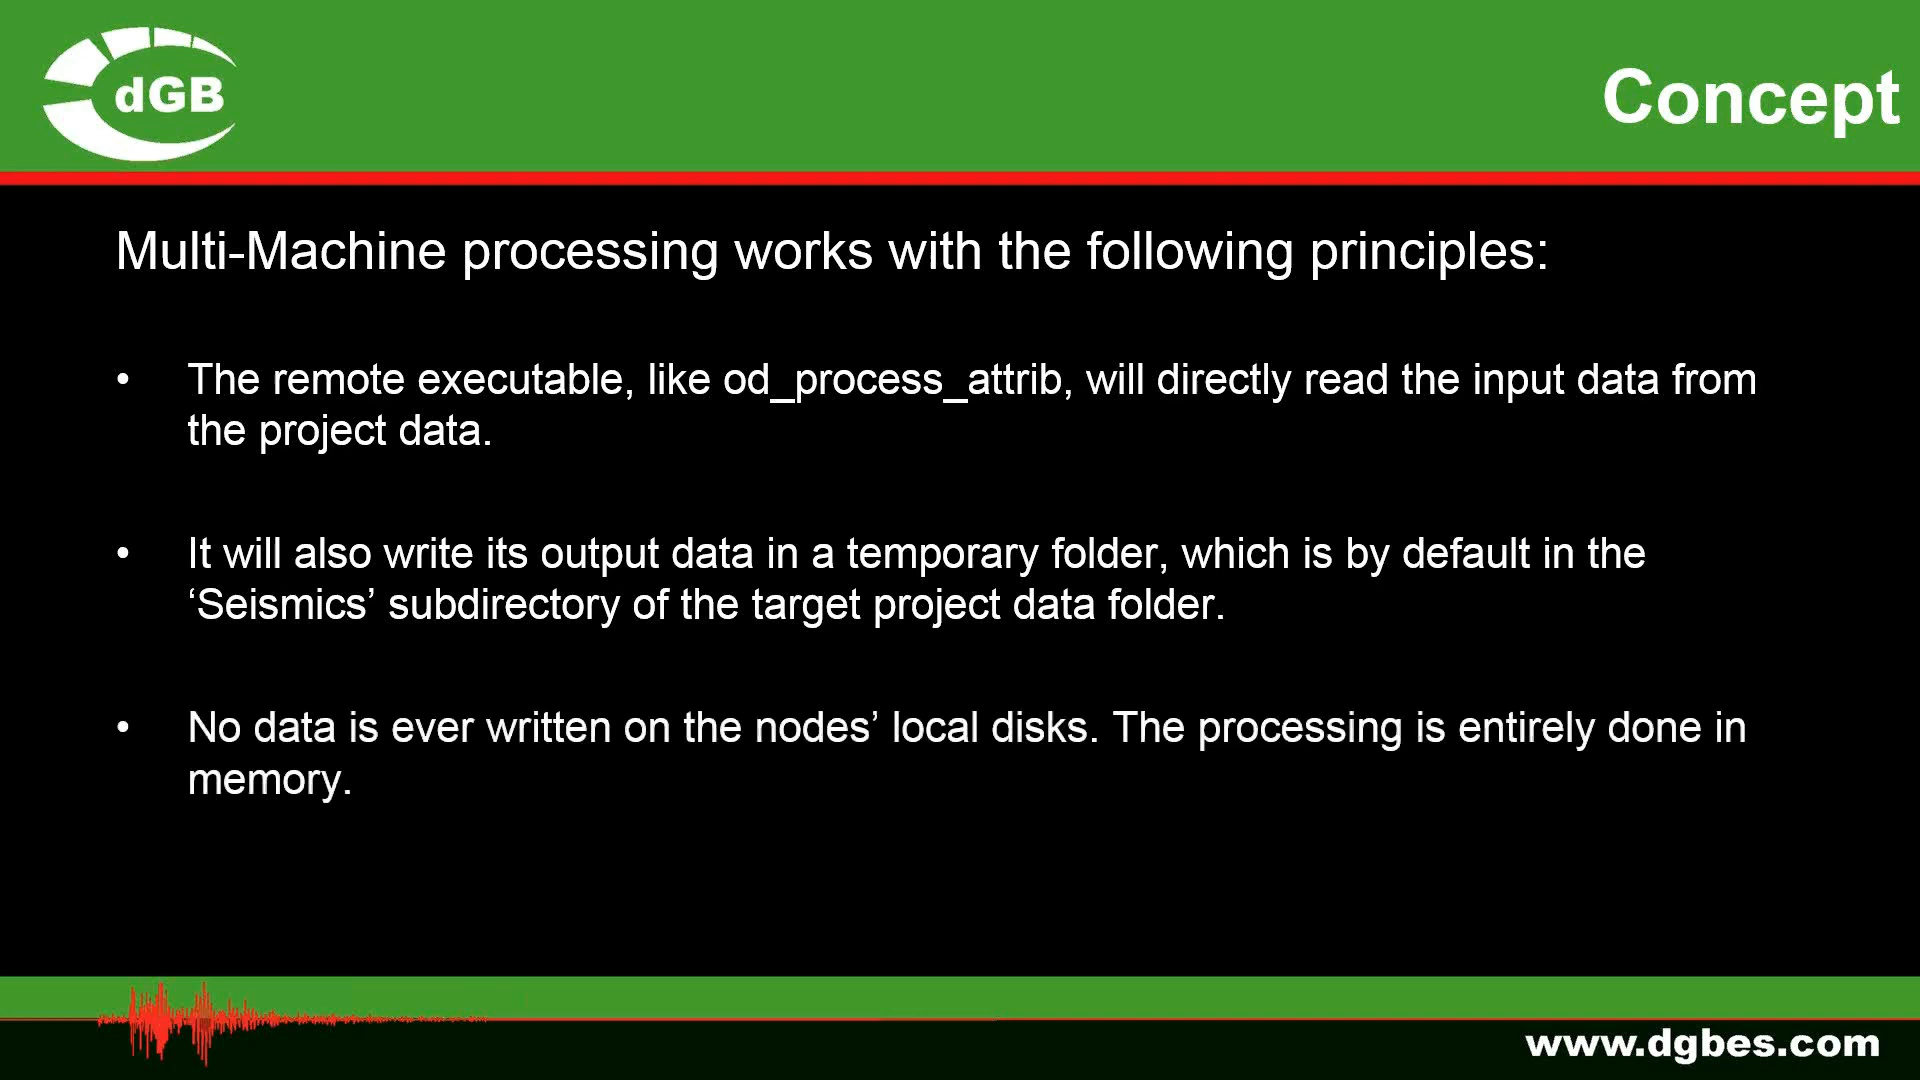 dGB
Concept
Multi-Machine processing works with the following principles:
• The remote executable, like od_process_attrib, will directly read the input data from
the project data.
• It will also write its output data in a temporary folder, which is by default in the
‘Seismics’ subdirectory of the target project data folder.
• No data is ever written on the nodes’ local disks. The processing is entirely done in
memory.
www.dgbes.com